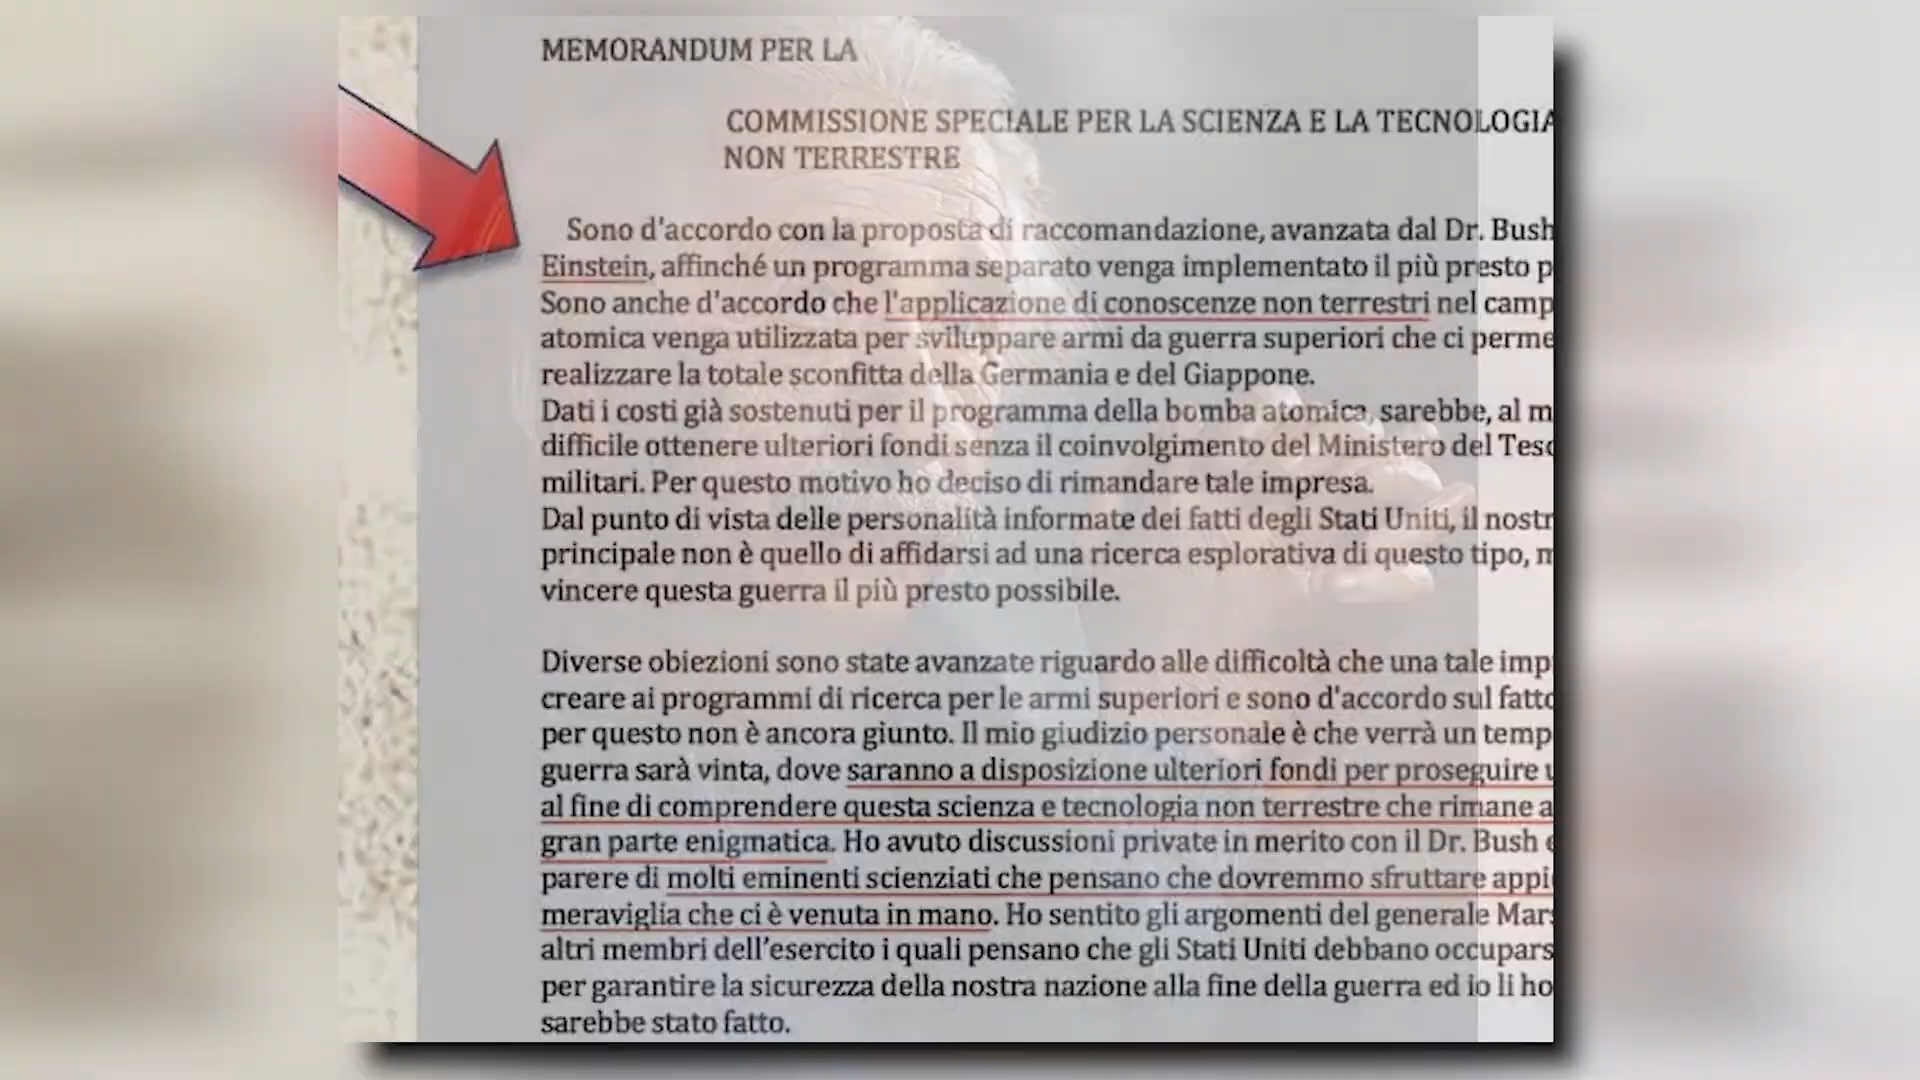 MEMORANDUM PER LA
COMMISSIONE SPECIALE PER LA SCIENZA E LA TECNOLOGIA
NON TERRESTRE
Sono d'accordo con la proposta di raccomandazione, avanzata dal Dr. Bush
Einstein, affinché un programma separato venga implementato il più presto p
Sono anche d'accordo che l'applicazione di conoscenze non terrestri nel camp
atomica venga utilizzata per sviluppare armi da guerra superiori che ci perme
realizzare la totale sconfitta della Germania e del Giappone.
Dati i costi già sostenuti per il programma della bomba atomica, sarebbe, al m
difficile ottenere ulteriori fondi senza il coinvolgimento del Ministero del Teso
militari. Per questo motivo ho deciso di rimandare tale impresa.
Dal punto di vista delle personalità informate dei fatti degli Stati Uniti, il nostr
principale non è quello di affidarsi ad una ricerca esplorativa di questo tipo, m
vincere questa guerra il più presto possibile.
Diverse obiezioni sono state avanzate riguardo alle difficoltà che una tale imp
creare ai programmi di ricerca per le armi superiori e sono d'accordo sul fatto
per questo non è ancora giunto. Il mio giudizio personale è che verrà un temp
guerra sarà vinta, dove saranno a disposizione ulteriori fondi per proseguire u
al fine di comprendere questa scienza e tecnologia non terrestre che rimane a
gran parte enigmatica. Ho avuto discussioni private in merito con il Dr. Bush e
parere di molti eminenti scienziati che pensano che dovremmo sfruttare appi
meraviglia che ci è venuta in mano. Ho sentito gli argomenti del generale Mars
altri membri dell'esercito i quali pensano che gli Stati Uniti debbano occupars
per garantire la sicurezza della nostra nazione alla fine della guerra ed io li ho
sarebbe stato fatto.